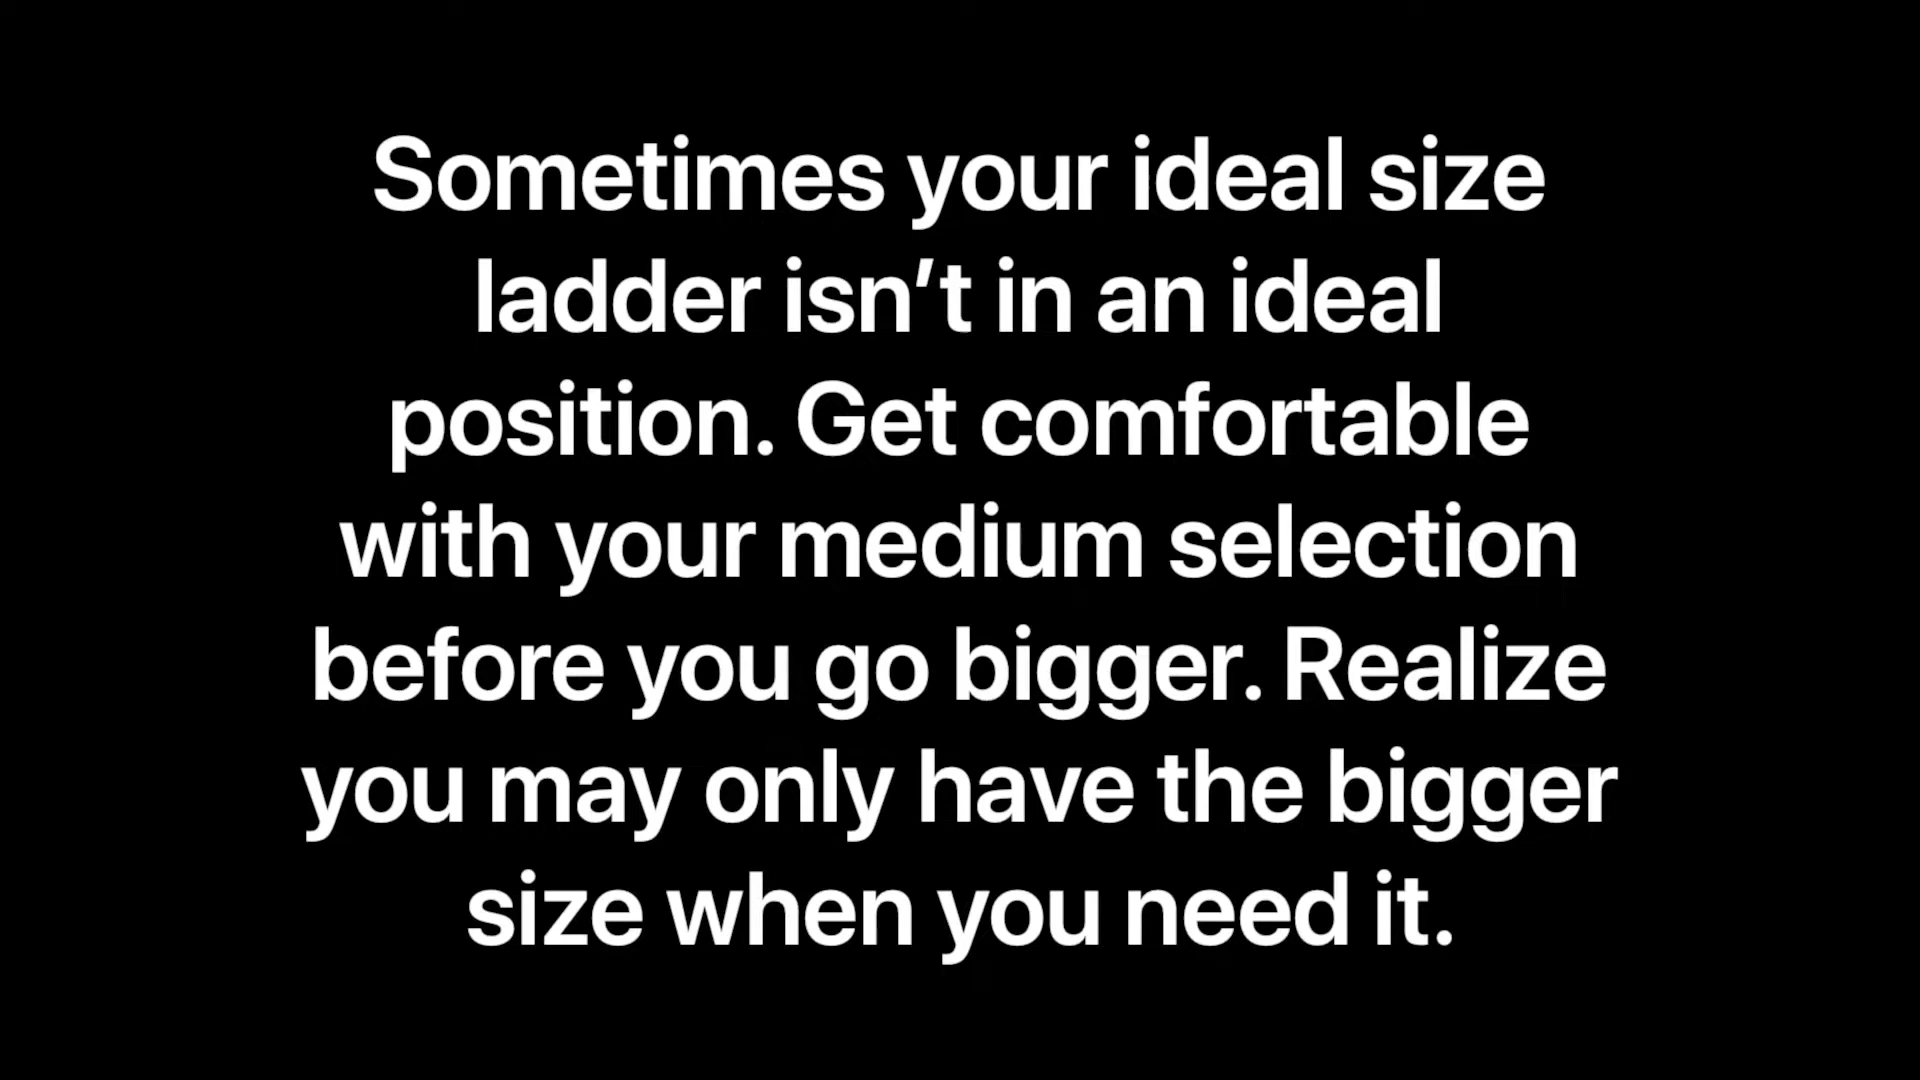 Sometimes your ideal size
ladder isn’t in an ideal
position. Get comfortable
with your medium selection
before you go bigger. Realize
you may only have the bigger
size when you need it.